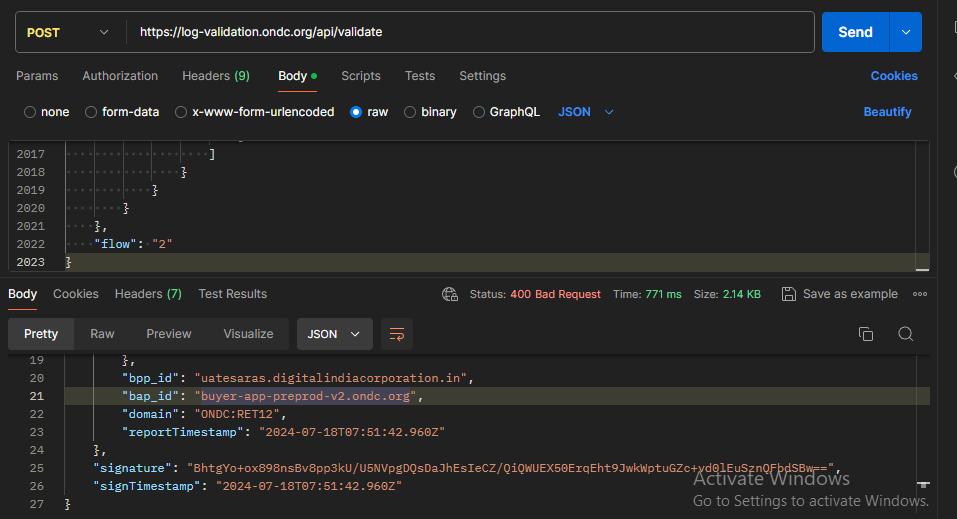 POST https://log-validation.ondc.org/api/validate Send
Params Authorization Headers (9) Body Scripts Tests Settings Cookies
none form-data x-www-form-urlencoded raw binary GraphQL JSON Beautify
2017 ]
2018 }
2019 }
2020 }
2021 },
2022 "flow": "2"
2023 }
Body Cookies Headers (7) Test Results Status: 400 Bad Request Time: 771 ms Size: 2.14 KB Save as example
Pretty Raw Preview Visualize JSON
19 },
20 "bpp_id": "uatesaras.digitalindiacorporation.in",
21 "bap_id": "buyer-app-preprod-v2.ondc.org",
22 "domain": "ONDC:RET12",
23 "reportTimestamp": "2024-07-18T07:51:42.960Z"
24 },
25 "signature": "BhtgYo+ox898nsBv8pp3kU/U5NVpgDQsDaJhEsIeCZ/QiQWUEX50ErqEht9JwkWptuGZc+yd0lEuSznQFbdSBw==",
26 "signTimestamp": "2024-07-18T07:51:42.960Z"
27 }
Activate Windows
Go to Settings to activate Windows.